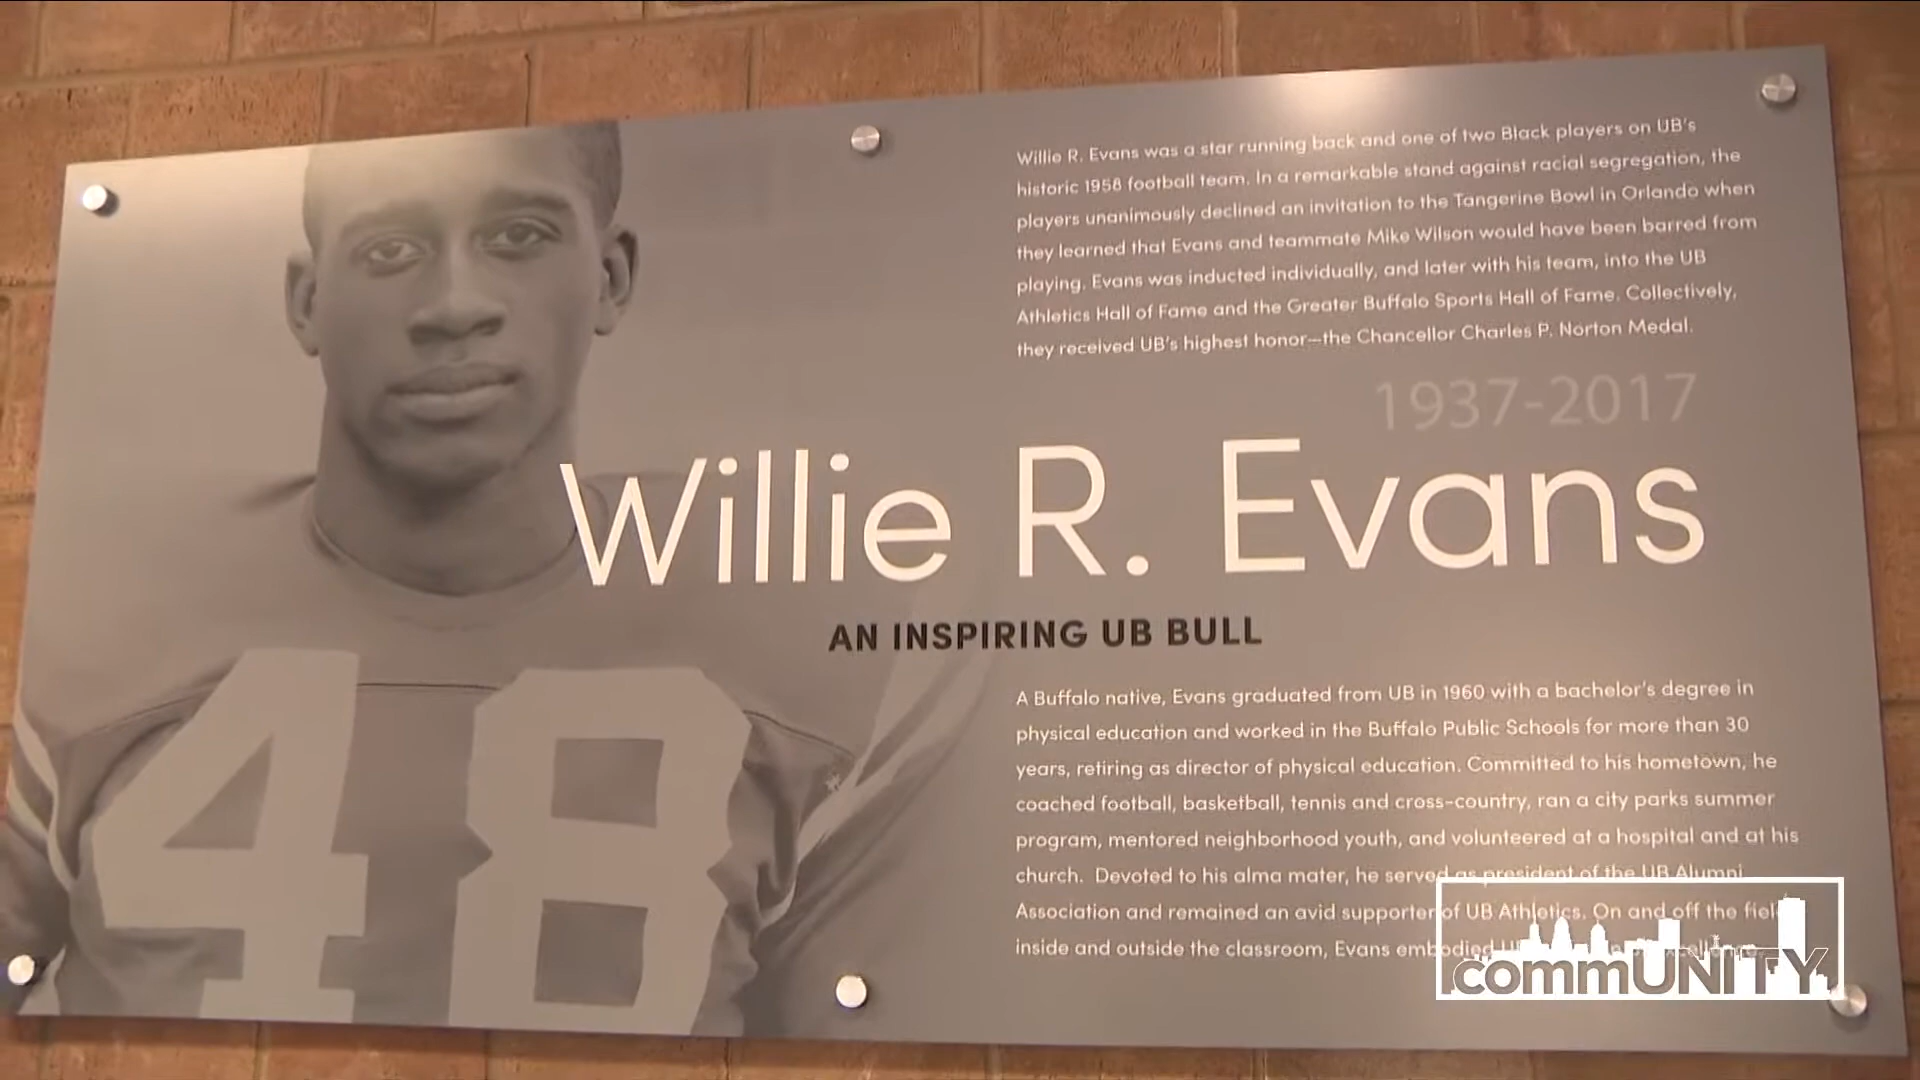 Willie R. Evans was a star running back and one of two Black players on UB's
historic 1958 football team. In a remarkable stand against racial segregation, the
players unanimously declined an invitation to the Tangerine Bowl in Orlando when
they learned that Evans and teammate Mike Wilson would have been barred from
playing. Evans was inducted individually, and later with his team, into the UB
Athletics Hall of Fame and the Greater Buffalo Sports Hall of Fame. Collectively,
they received UB's highest honor—the Chancellor Charles P. Norton Medal.
1937-2017
Willie R. Evans
AN INSPIRING UB BULL
48
A Buffalo native, Evans graduated from UB in 1960 with a bachelor's degree in
physical education and worked in the Buffalo Public Schools for more than 30
years, retiring as director of physical education. Committed to his hometown, he
coached football, basketball, tennis and cross-country, ran a city parks summer
program, mentored neighborhood youth, and volunteered at a hospital and at his
church. Devoted to his alma mater, he served as president of the UB Alumni
Association and remained an avid supporter of UB Athletics. On and off the
inside and outside the classroom, Evans embodied
commUNITY